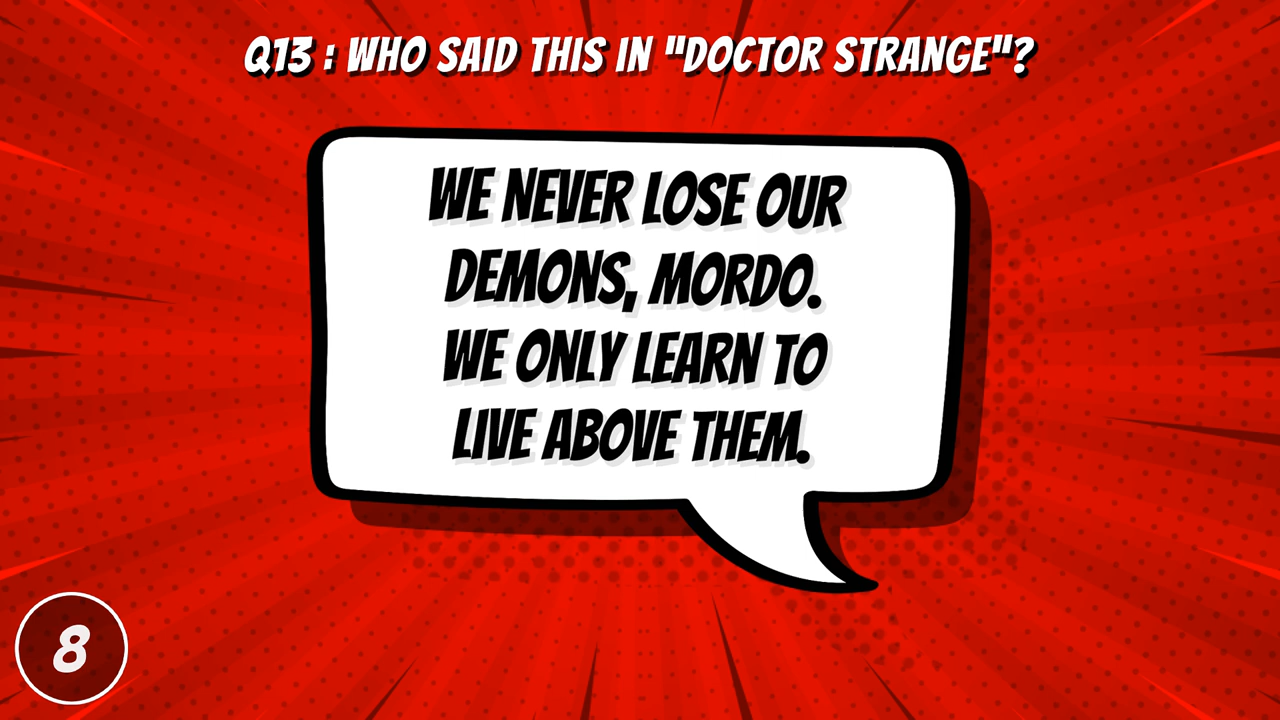 Q13 : WHO SAID THIS IN "DOCTOR STRANGE"?
WE NEVER LOSE OUR
DEMONS, MORDO.
WE ONLY LEARN TO
LIVE ABOVE THEM.
8